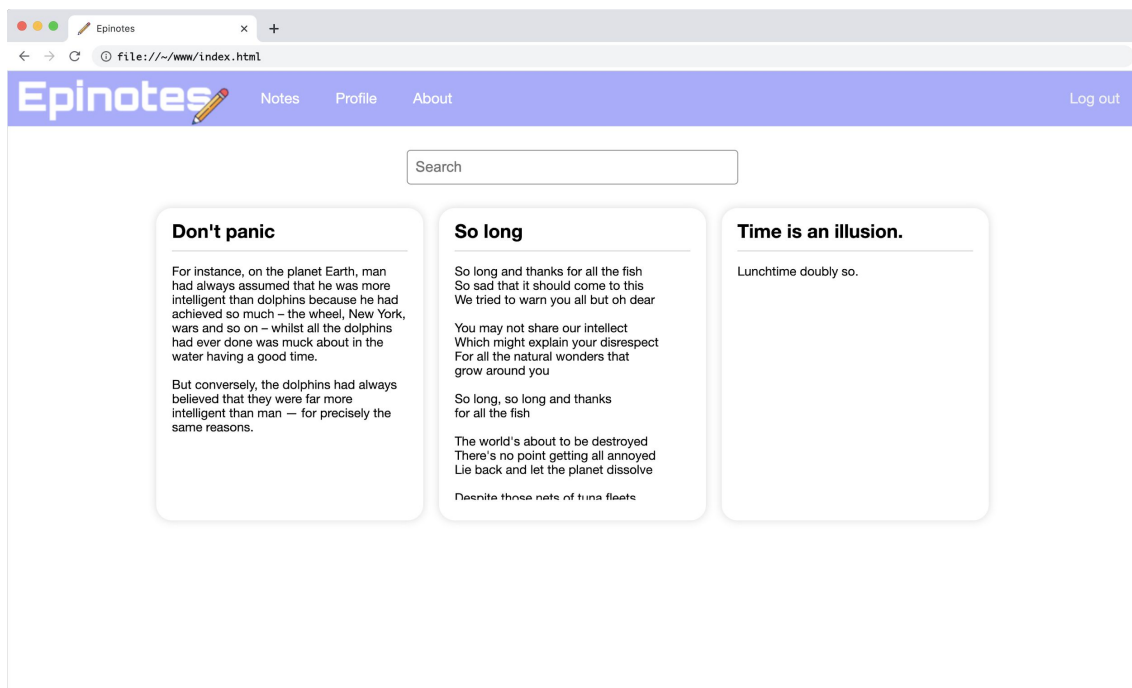 Epinotes
file://~/www/index.html
Epinotes
Notes
Profile
About
Log out
Search
Don't panic
For instance, on the planet Earth, man
had always assumed that he was more
intelligent than dolphins because he had
achieved so much – the wheel, New York,
wars and so on – whilst all the dolphins
had ever done was muck about in the
water having a good time.
But conversely, the dolphins had always
believed that they were far more
intelligent than man — for precisely the
same reasons.
So long
So long and thanks for all the fish
So sad that it should come to this
We tried to warn you all but oh dear
You may not share our intellect
Which might explain your disrespect
For all the natural wonders that
grow around you
So long, so long and thanks
for all the fish
The world's about to be destroyed
There's no point getting all annoyed
Lie back and let the planet dissolve
Despite those nets of tuna fleets
Time is an illusion.
Lunchtime doubly so.